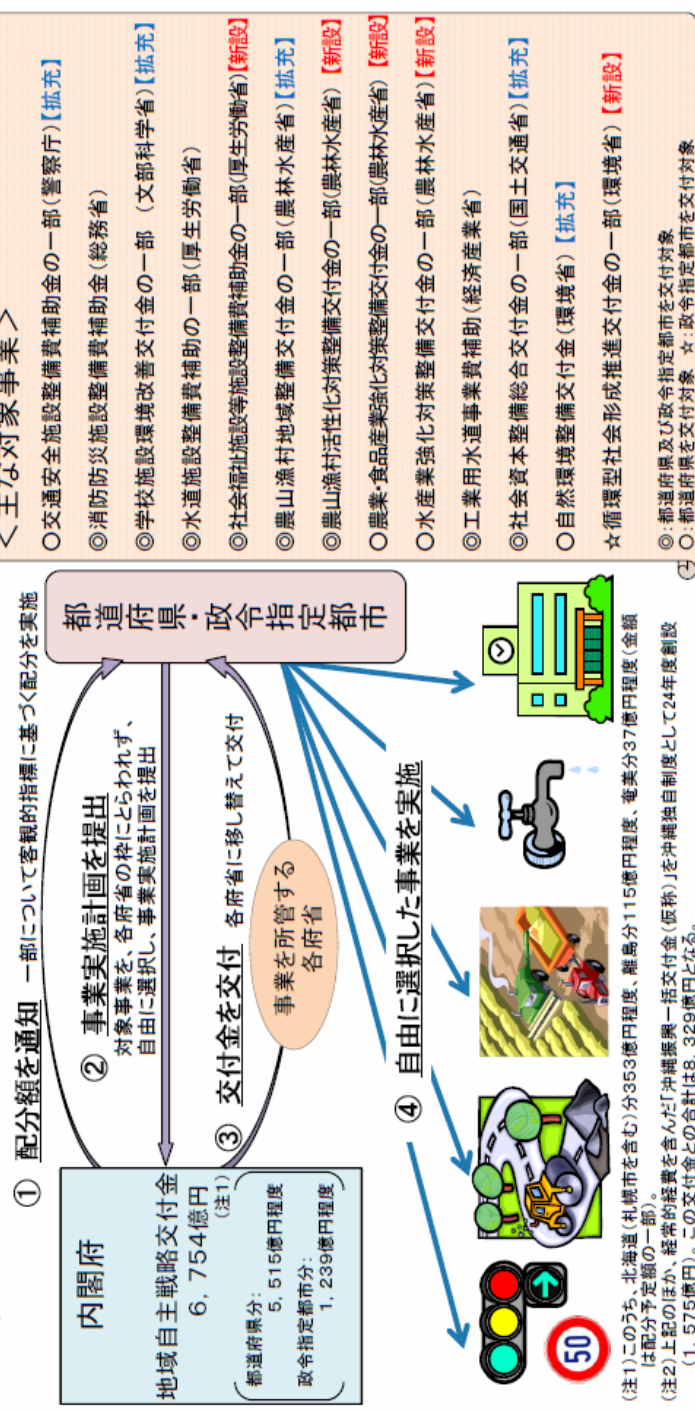 ① 配分額を通知 一部について客観的指標に基づく配分を実施
② 事業実施計画を提出
対象事業を、各府省の枠にとらわれず、
自由に選択し、事業実施計画を提出
③ 交付金を交付 各府省に移し替えて交付
事業を所管する
各府省
内閣府
地域自主戦略交付金
6,754億円
(注1)
都道府県分:
5,515億円程度
政令指定都市分:
1,239億円程度
都道府県・政令指定都市
④ 自由に選択した事業を実施
50
(注1)このうち、北海道(札幌市を含む)分353億円程度、離島分115億円程度、奄美分37億円程度(金額
は配分予定額の一部)。
(注2)上記のほか、経常的経費を含んだ「沖縄振興一括交付金(仮称)」を沖縄独自制度として24年度創設
(1,575億円)、この交付金との合計は8,329億円となる。
<主な対象事業>
○交通安全施設整備費補助金の一部(警察庁)【拡充】
◎消防防災施設整備費補助金(総務省)
◎学校施設環境改善交付金の一部 (文部科学省)【拡充】
◎水道施設整備費補助の一部(厚生労働省)
◎社会福祉施設等施設整備費補助金の一部(厚生労働省)【新設】
◎農山漁村地域整備交付金の一部(農林水産省)【拡充】
◎農山漁村活性化対策整備交付金の一部(農林水産省)【新設】
○農業・食品産業強化対策整備交付金の一部(農林水産省)【新設】
○水産業強化対策整備交付金の一部(農林水産省)【新設】
◎工業用水道事業費補助(経済産業省)
◎社会資本整備総合交付金の一部(国土交通省)【拡充】
○自然環境整備交付金(環境省)【拡充】
☆循環型社会形成推進交付金の一部(環境省)【新設】
◎:都道府県及び政令指定都市を交付対象
○:都道府県を交付対象 ☆:政令指定都市を交付対象